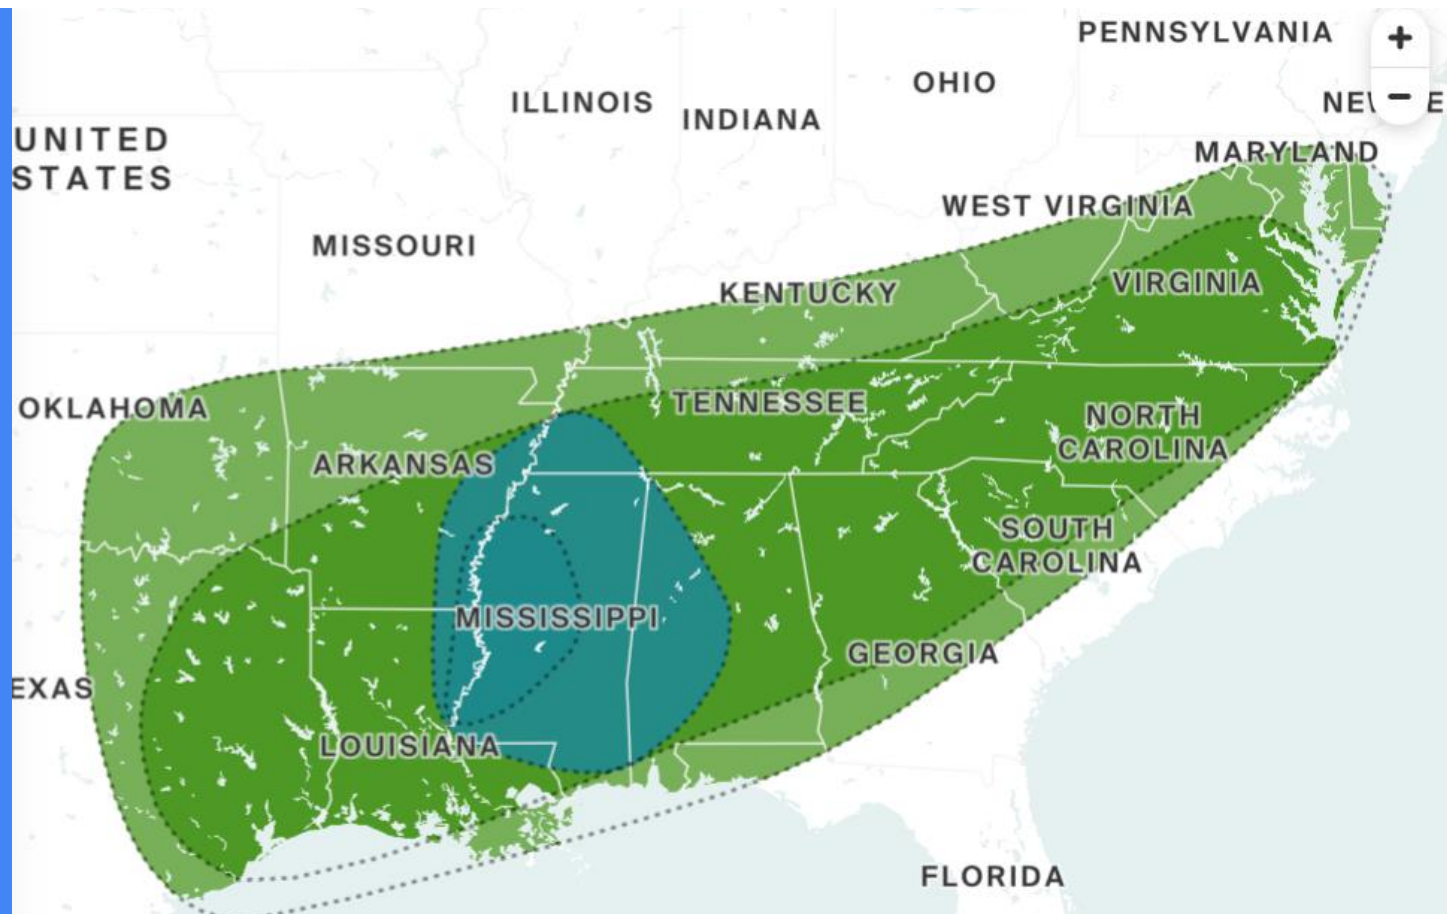 PENNSYLVANIA
+
OHIO
ILLINOIS
INDIANA
−
UNITED
STATES
MARYLAND
WEST VIRGINIA
MISSOURI
VIRGINIA
KENTUCKY
OKLAHOMA
TENNESSEE
NORTH
CAROLINA
ARKANSAS
SOUTH
CAROLINA
MISSISSIPPI
GEORGIA
EXAS
LOUISIANA
FLORIDA